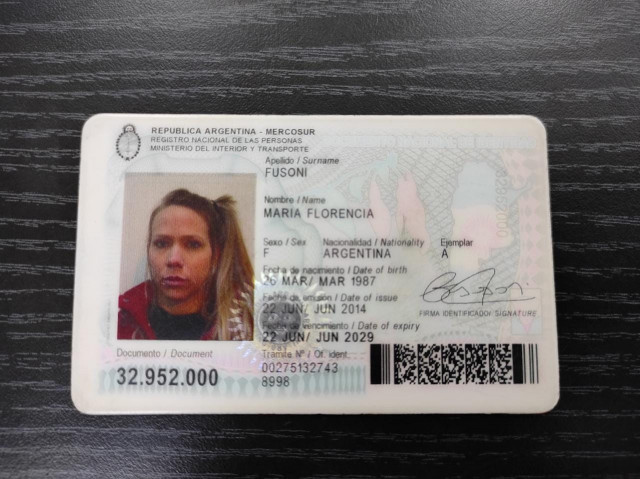 REPUBLICA ARGENTINA - MERCOSUR
REGISTRO NACIONAL DE LAS PERSONAS
MINISTERIO DEL INTERIOR Y TRANSPORTE
Apellido / Surname
FUSONI
Nombre / Name
MARIA FLORENCIA
Sexo / Sex Nacionalidad / Nationality Ejemplar
F ARGENTINA A
Fecha de nacimiento / Date of birth
26 MAR/ MAR 1987
Fecha de emisión / Date of issue
22 JUN/ JUN 2014
FIRMA IDENTIFICADO/ SIGNATURE
Fecha de vencimiento / Date of expiry
22 JUN/ JUN 2029
Documento / Document
32.952.000
Trámite Nº / Of. ident.
00275132743
8998